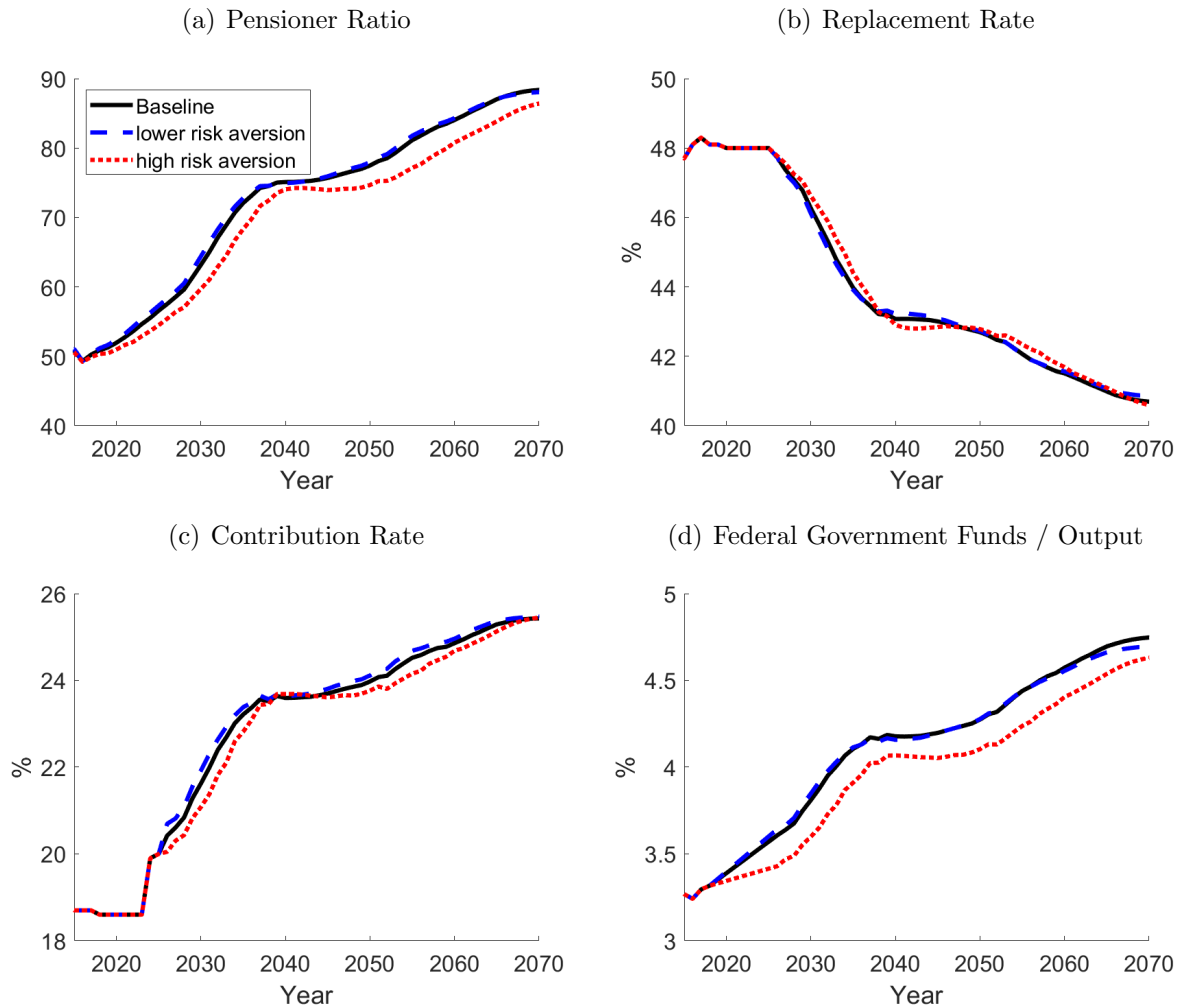 (a) Pensioner Ratio
90
80
70
60
50
40
Baseline
lower risk aversion
high risk aversion
2020 2030 2040 2050 2060 2070
Year
(b) Replacement Rate
50
48
46
44
42
40
%
2020 2030 2040 2050 2060 2070
Year
(c) Contribution Rate
26
24
22
20
18
%
2020 2030 2040 2050 2060 2070
Year
(d) Federal Government Funds / Output
5
4.5
4
3.5
3
%
2020 2030 2040 2050 2060 2070
Year